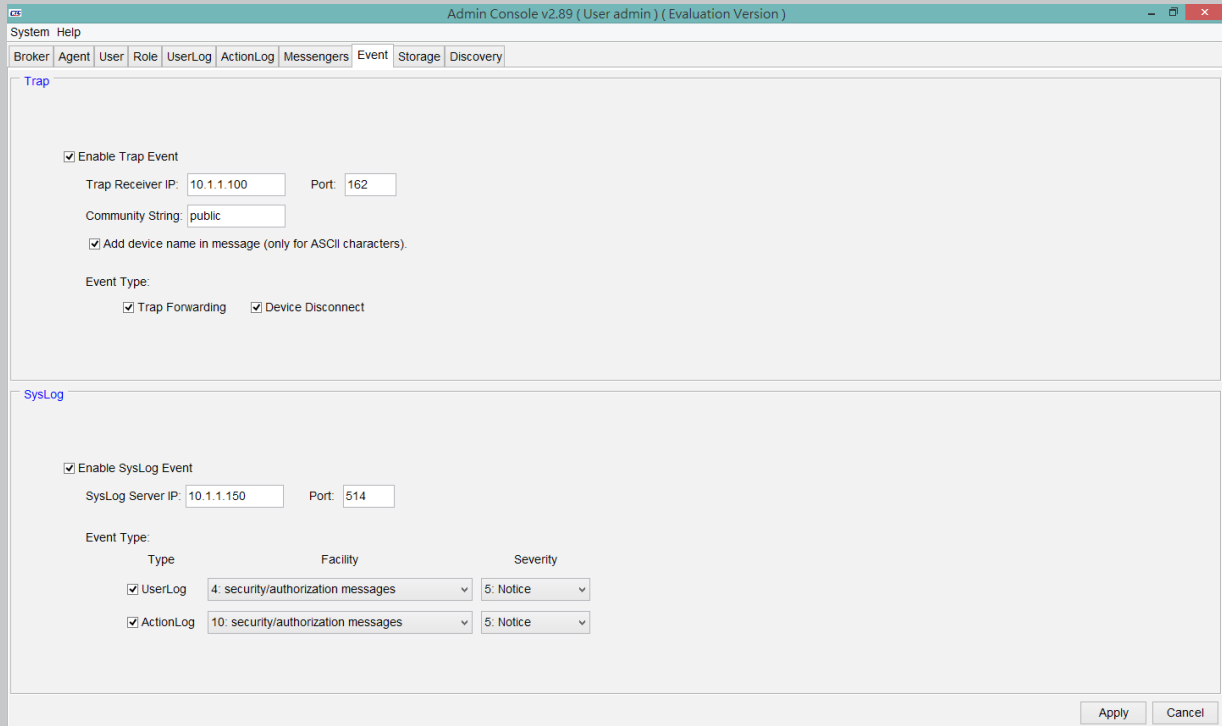 CTS
Admin Console v2.89 ( User admin ) ( Evaluation Version )
System Help
Broker Agent User Role UserLog ActionLog Messengers Event Storage Discovery
Trap
Enable Trap Event
Trap Receiver IP: 10.1.1.100 Port: 162
Community String: public
Add device name in message (only for ASCII characters).
Event Type:
Trap Forwarding Device Disconnect
SysLog
Enable SysLog Event
SysLog Server IP: 10.1.1.150 Port: 514
Event Type:
Type Facility Severity
UserLog 4: security/authorization messages 5: Notice
ActionLog 10: security/authorization messages 5: Notice
Apply Cancel